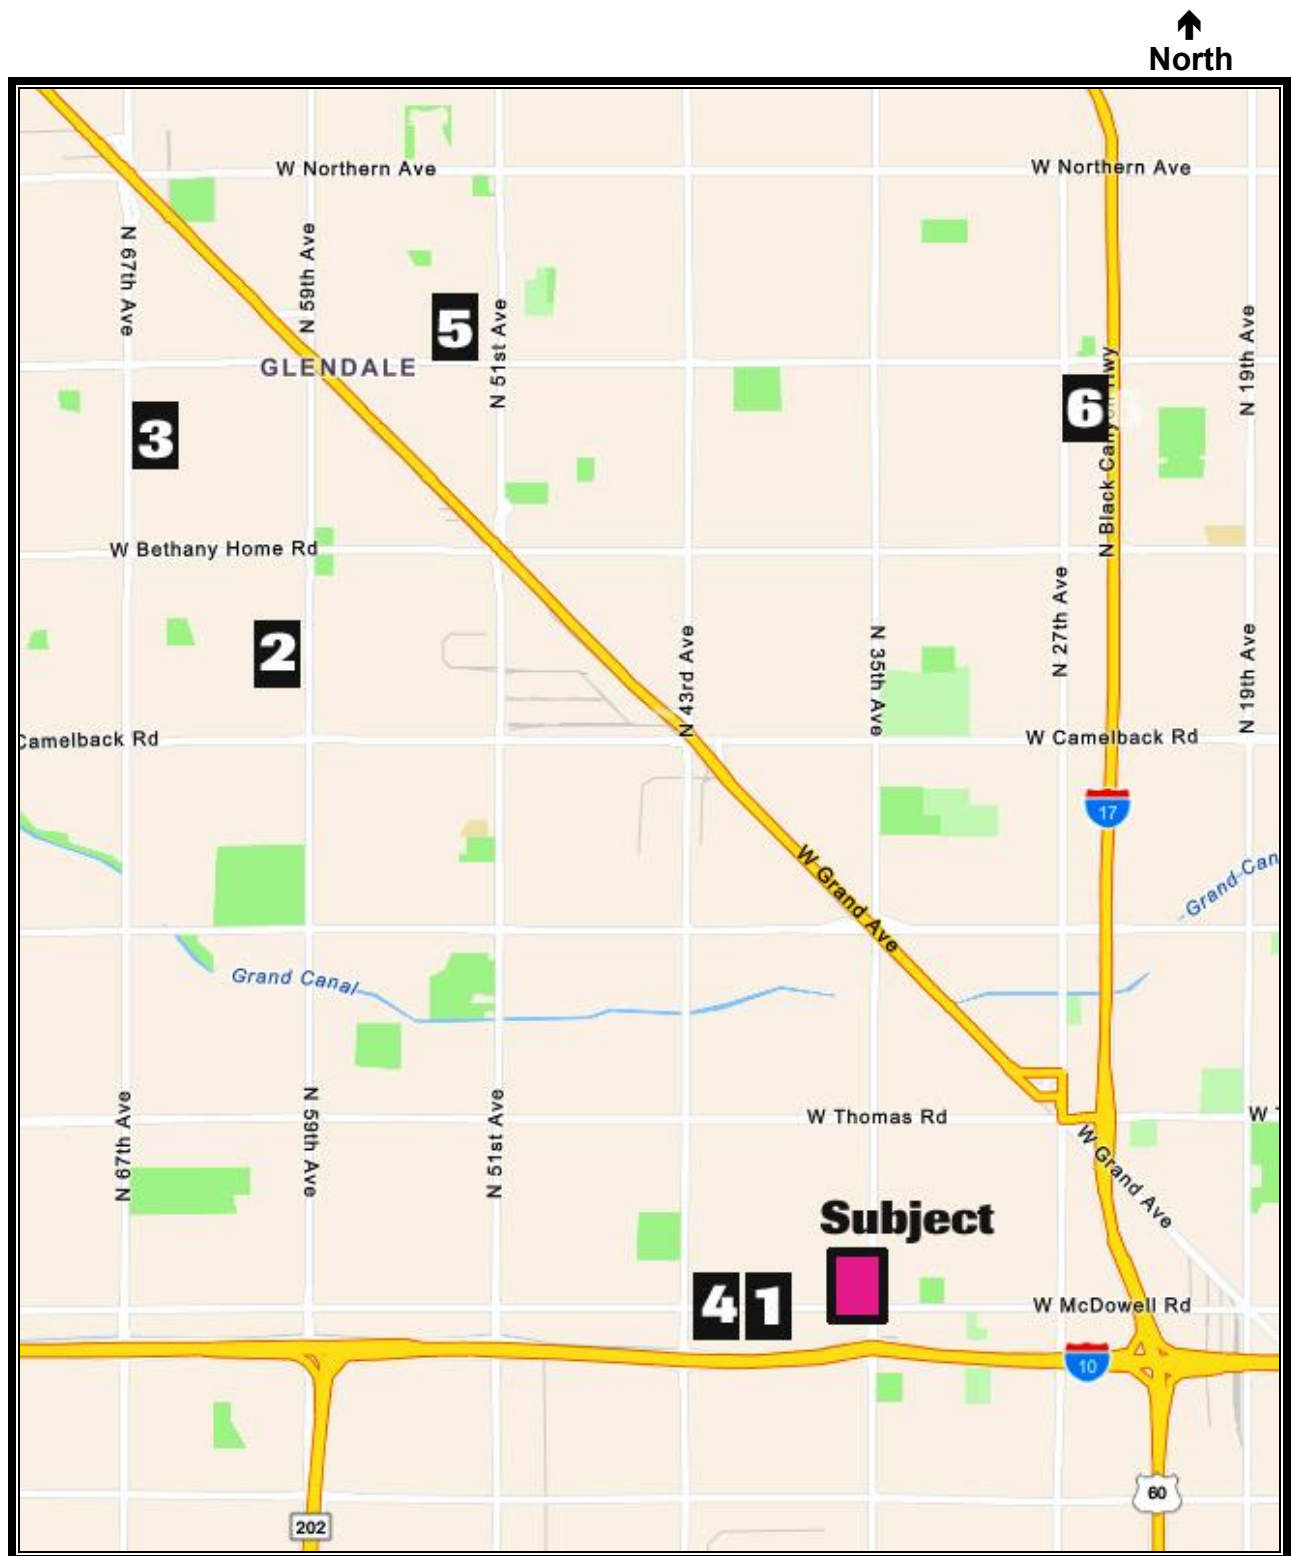 North
W Northern Ave
W Northern Ave
N 67th Ave
N 59th Ave
N 51st Ave
N 19th Ave
5
GLENDALE
N Black Canyon Hwy
6
3
W Bethany Home Rd
N 27th Ave
N 43rd Ave
N 35th Ave
N 19th Ave
2
Camelback Rd
W Camelback Rd
17
W Grand Ave
Grand Can
Grand Canal
N 67th Ave
N 59th Ave
N 51st Ave
W Thomas Rd
W T
W Grand Ave
Subject
4 1
W McDowell Rd
10
60
202